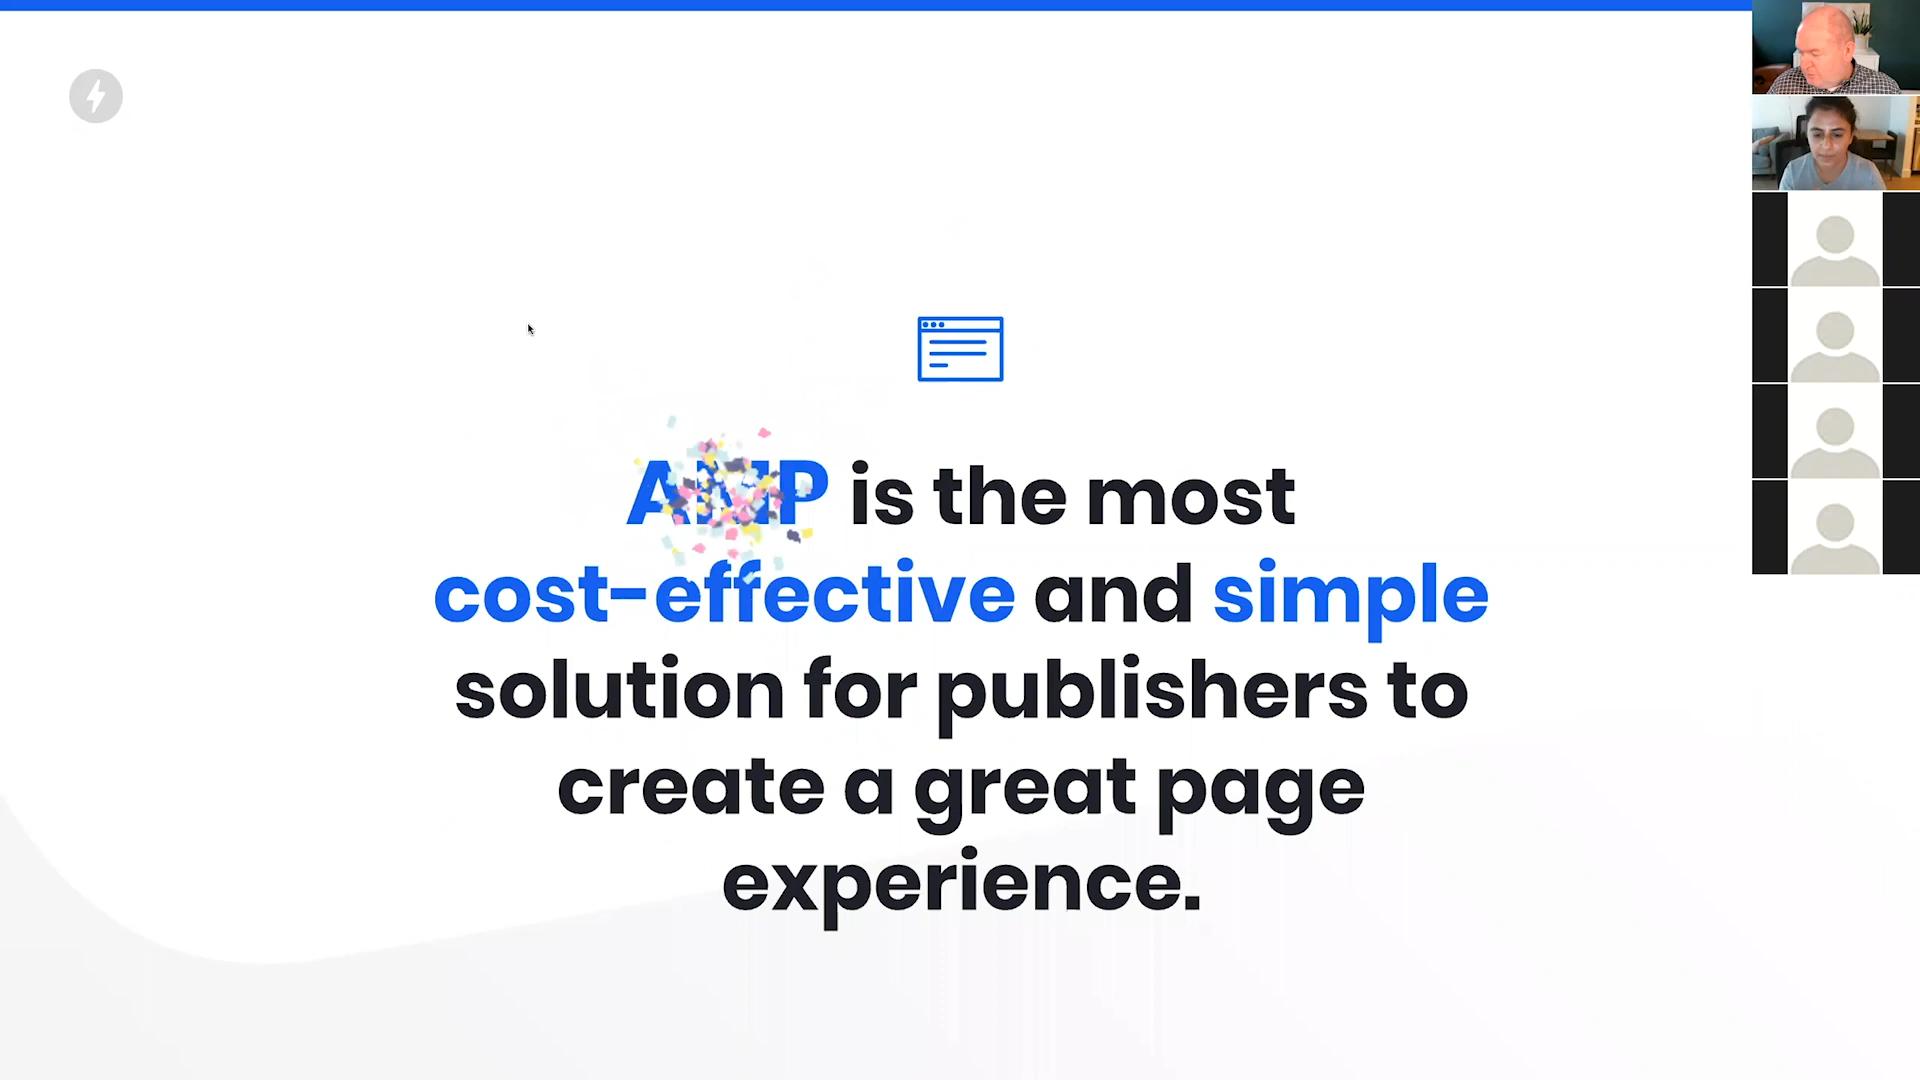 AMP is the most
cost-effective and simple
solution for publishers to
create a great page
experience.